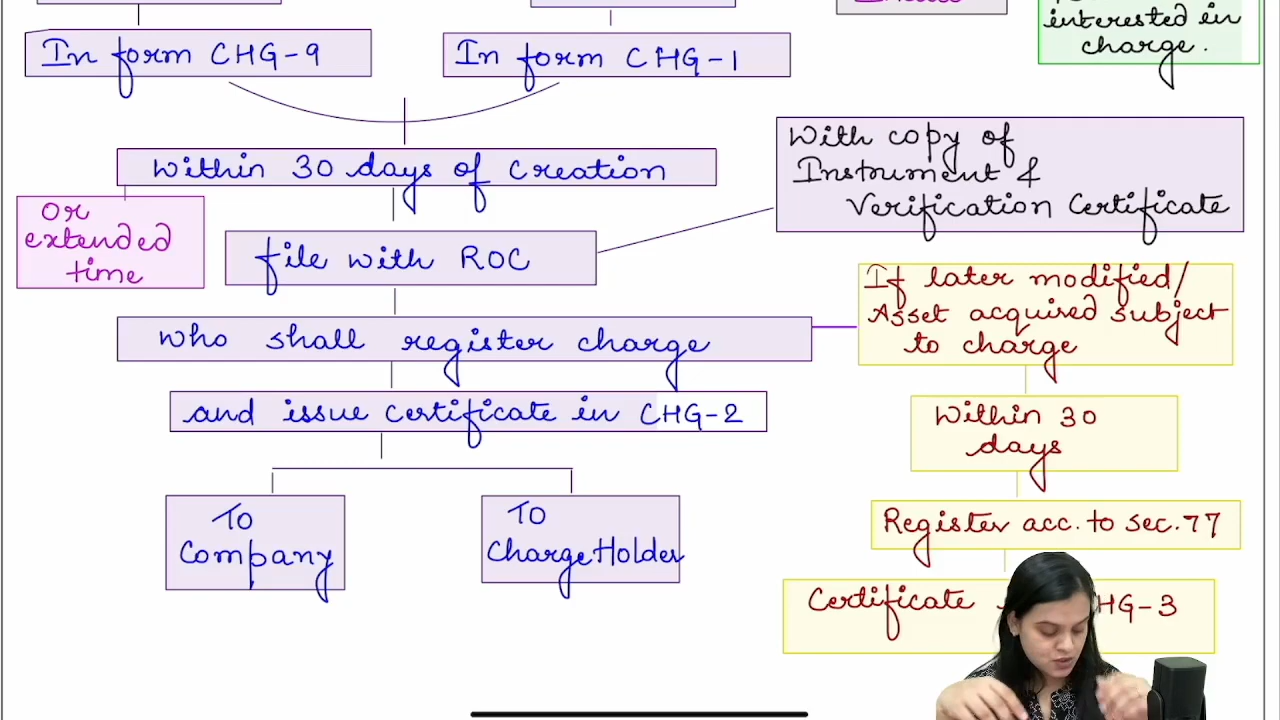 interested in
charge.
In form CHG-9
In form CHG-1
Within 30 days of creation
Or
extended
time
file with ROC
With copy of
Instrument &
Verification Certificate
who shall register charge
If later modified/
Asset acquired subject
to charge
and issue certificate in CHG-2
Within 30
days
To
Company
To
ChargeHolder
Register acc. to sec. 77
Certificate HG-3